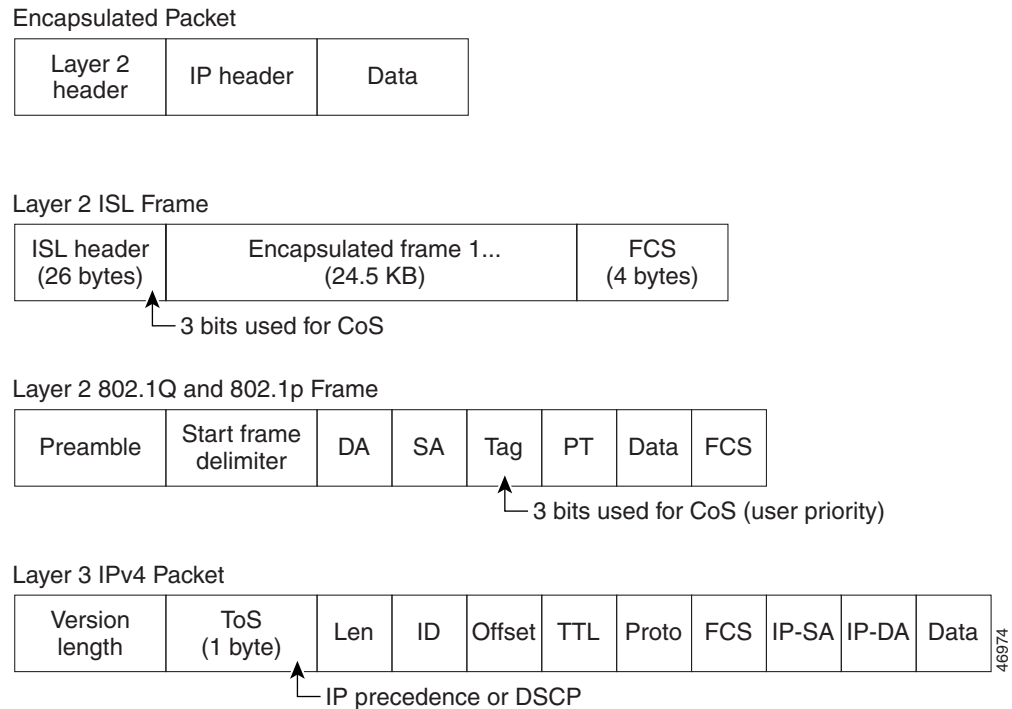 Encapsulated Packet
Layer 2
header
IP header
Data
Layer 2 ISL Frame
ISL header
(26 bytes)
Encapsulated frame 1...
(24.5 KB)
FCS
(4 bytes)
3 bits used for CoS
Layer 2 802.1Q and 802.1p Frame
Preamble
Start frame
delimiter
DA
SA
Tag
PT
Data
FCS
3 bits used for CoS (user priority)
Layer 3 IPv4 Packet
Version
length
ToS
(1 byte)
Len
ID
Offset
TTL
Proto
FCS
IP-SA
IP-DA
Data
IP precedence or DSCP
46974